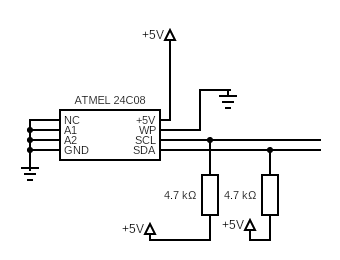 +5V
ATMEL 24C08
NC +5V
A1 WP
A2 SCL
GND SDA
4.7 kΩ 4.7 kΩ
+5V +5V